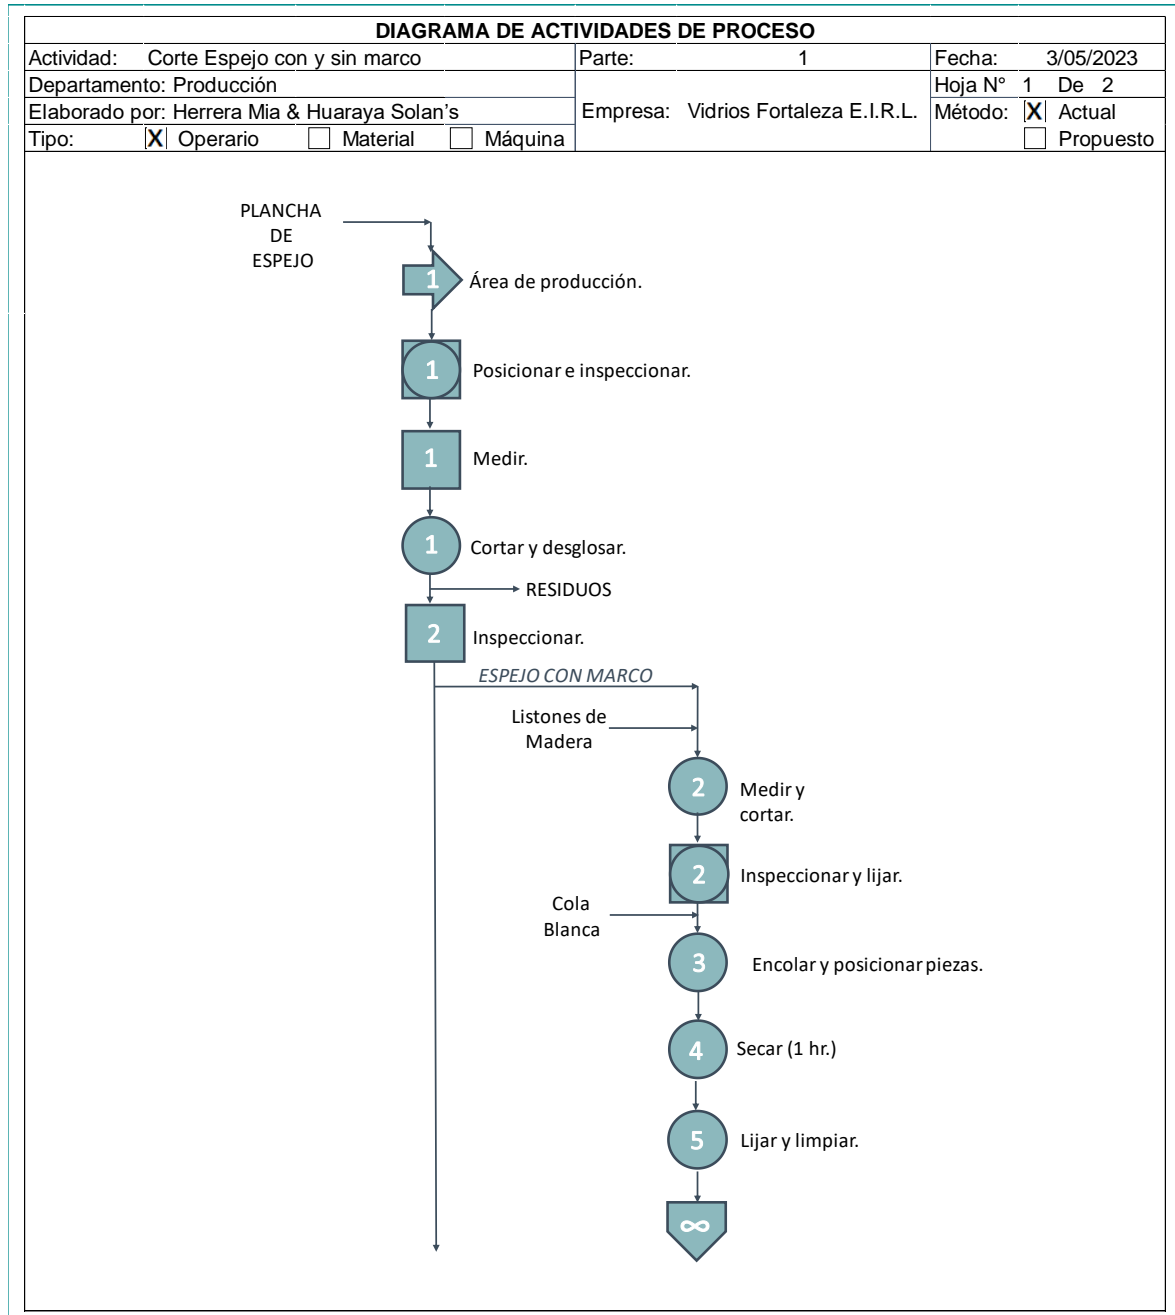 DIAGRAMA DE ACTIVIDADES DE PROCESO
Actividad: Corte Espejo con y sin marco
Parte: 1
Fecha: 3/05/2023
Departamento: Producción
Hoja N° 1 De 2
Elaborado por: Herrera Mia & Huaraya Solan's
Empresa: Vidrios Fortaleza E.I.R.L.
Método: X Actual
Tipo: X Operario Material Máquina
Propuesto
PLANCHA
DE
ESPEJO
1 Área de producción.
1 Posicionar e inspeccionar.
1 Medir.
1 Cortar y desglosar.
RESIDUOS
2 Inspeccionar.
ESPEJO CON MARCO
Listones de
Madera
2 Medir y
cortar.
2 Inspeccionar y lijar.
Cola
Blanca
3 Encolar y posicionar piezas.
4 Secar (1 hr.)
5 Lijar y limpiar.
∞